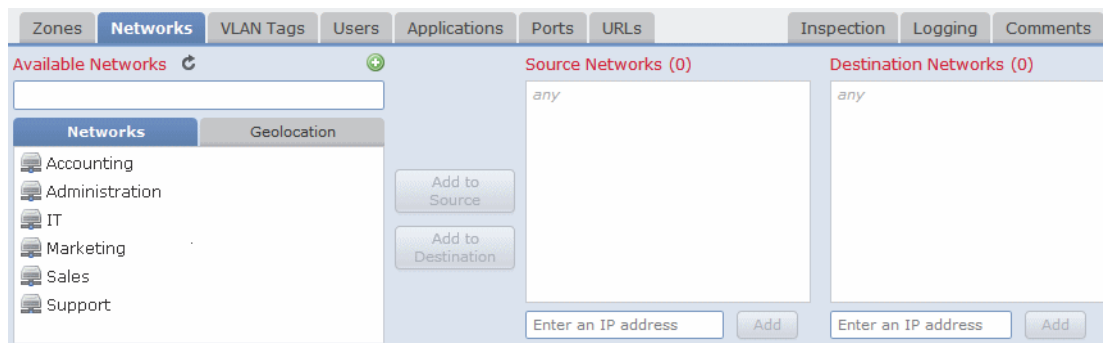 Zones Networks VLAN Tags Users Applications Ports URLs Inspection Logging Comments
Available Networks Source Networks (0) Destination Networks (0)
any any
Networks Geolocation
Accounting
Administration
IT
Marketing
Sales
Support
Add to
Source
Add to
Destination
Enter an IP address Add Enter an IP address Add